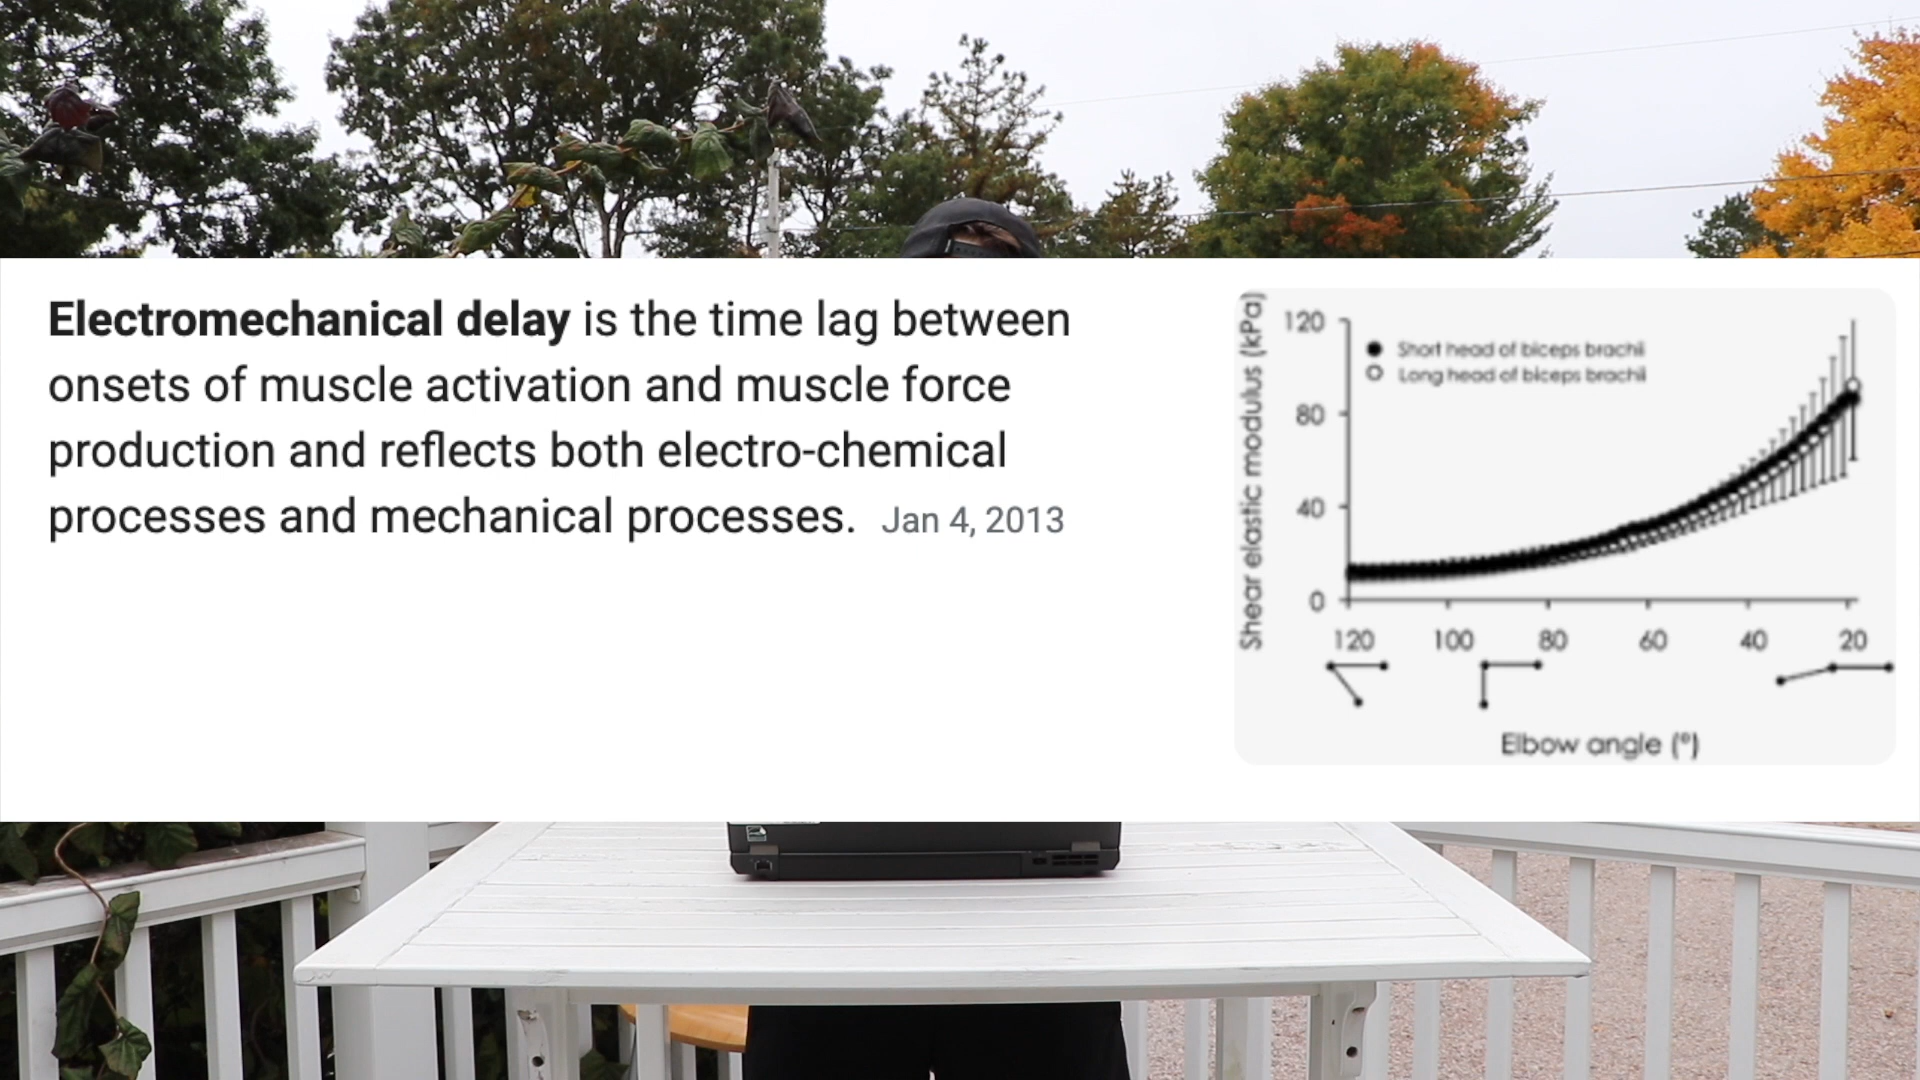 Electromechanical delay is the time lag between
onsets of muscle activation and muscle force
production and reflects both electro-chemical
processes and mechanical processes. Jan 4, 2013
Shear elastic modulus (kPa)
120
80
40
0
Short head of biceps brachii
Long head of biceps brachii
120 100 80 60 40 20
Elbow angle (º)